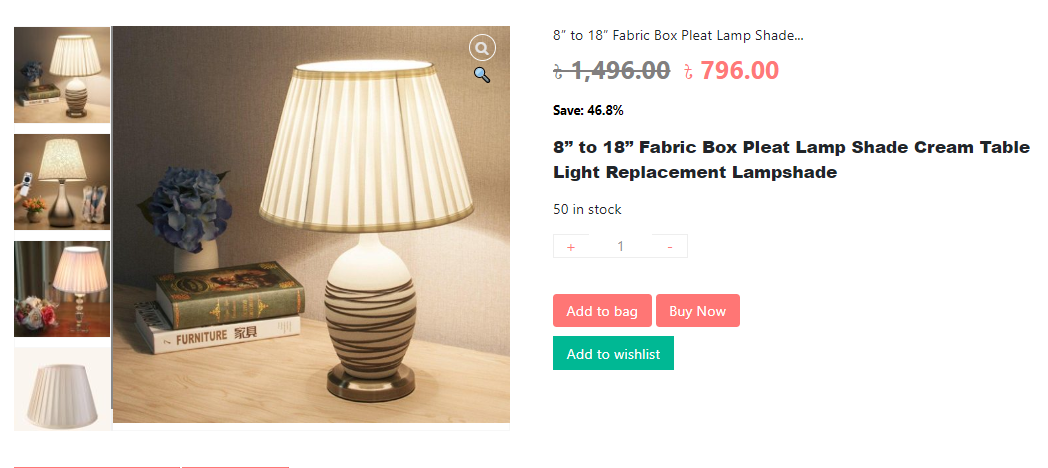 8” to 18” Fabric Box Pleat Lamp Shade...
৳ 1,496.00 ৳ 796.00
Save: 46.8%
8” to 18” Fabric Box Pleat Lamp Shade Cream Table
Light Replacement Lampshade
50 in stock
+ 1 -
Add to bag Buy Now
Add to wishlist
FURNITURE 家具